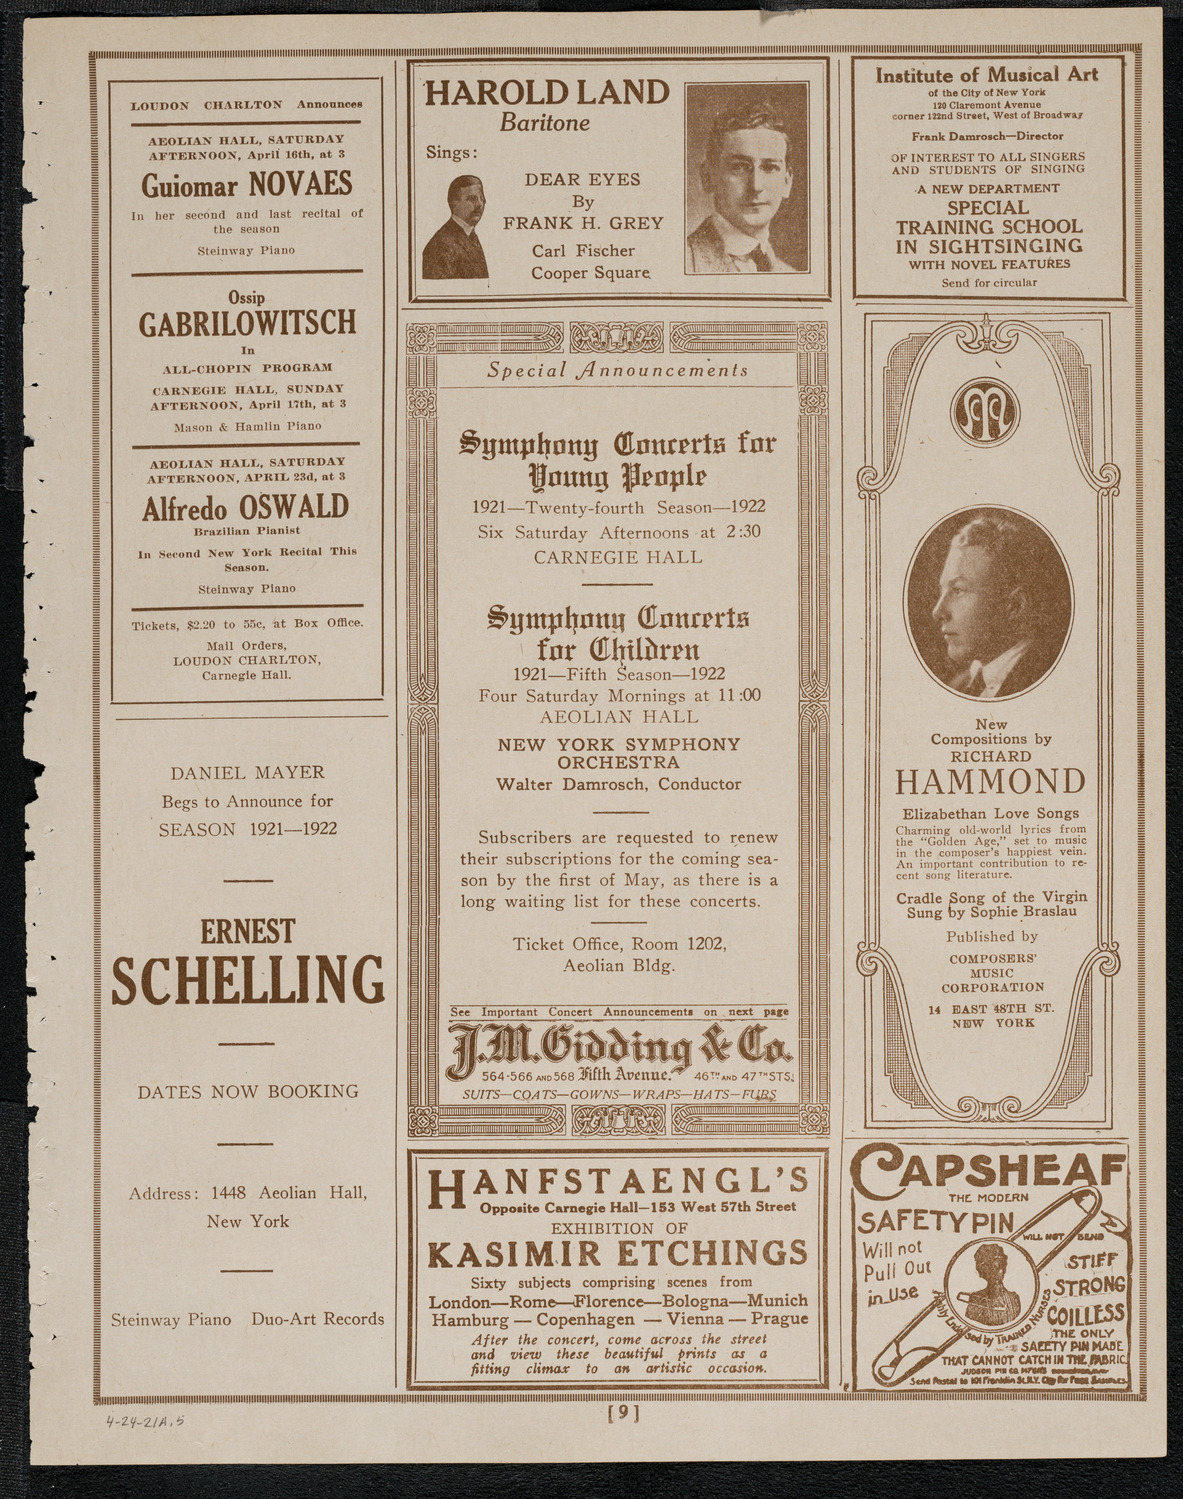 LOUDON CHARLTON Announces
AEOLIAN HALL, SATURDAY
AFTERNOON, April 16th, at 3
Guiomar NOVAES
In her second and last recital of
the season
Steinway Piano
Ossip
GABRILOWITSCH
In
ALL-CHOPIN PROGRAM
CARNEGIE HALL, SUNDAY
AFTERNOON, April 17th, at 3
Mason & Hamlin Piano
AEOLIAN HALL, SATURDAY
AFTERNOON, APRIL 23d, at 3
Alfredo OSWALD
Brazilian Pianist
In Second New York Recital This
Season.
Steinway Piano
Tickets, $2.20 to 55c, at Box Office.
Mail Orders,
LOUDON CHARLTON,
Carnegie Hall.
DANIEL MAYER
Begs to Announce for
SEASON 1921—1922
ERNEST
SCHELLING
DATES NOW BOOKING
Address: 1448 Aeolian Hall,
New York
Steinway Piano Duo-Art Records
HAROLD LAND
Baritone
Sings:
DEAR EYES
By
FRANK H. GREY
Carl Fischer
Cooper Square
Special Announcements
Symphony Concerts for
Young People
1921—Twenty-fourth Season—1922
Six Saturday Afternoons at 2:30
CARNEGIE HALL
Symphony Concerts
for Children
1921—Fifth Season—1922
Four Saturday Mornings at 11:00
AEOLIAN HALL
NEW YORK SYMPHONY
ORCHESTRA
Walter Damrosch, Conductor
Subscribers are requested to renew
their subscriptions for the coming sea-
son by the first of May, as there is a
long waiting list for these concerts.
Ticket Office, Room 1202,
Aeolian Bldg.
See Important Concert Announcements on next page
J.M. Gidding & Co.
564-566 AND 568 Fifth Avenue. 46TH AND 47TH STS.
SUITS—COATS—GOWNS—WRAPS—HATS—FURS
HANFSTAENGL'S
Opposite Carnegie Hall—153 West 57th Street
EXHIBITION OF
KASIMIR ETCHINGS
Sixty subjects comprising scenes from
London—Rome—Florence—Bologna—Munich
Hamburg — Copenhagen — Vienna — Prague
After the concert, come across the street
and view these beautiful prints as a
fitting climax to an artistic occasion.
Institute of Musical Art
of the City of New York
120 Claremont Avenue
corner 122nd Street, West of Broadway
Frank Damrosch—Director
OF INTEREST TO ALL SINGERS
AND STUDENTS OF SINGING
A NEW DEPARTMENT
SPECIAL
TRAINING SCHOOL
IN SIGHTSINGING
WITH NOVEL FEATURES
Send for circular
New
Compositions by
RICHARD
HAMMOND
Elizabethan Love Songs
Charming old-world lyrics from
the "Golden Age," set to music
in the composer's happiest vein.
An important contribution to re-
cent song literature.
Cradle Song of the Virgin
Sung by Sophie Braslau
Published by
COMPOSERS'
MUSIC
CORPORATION
14 EAST 48TH ST.
NEW YORK
CAPSHEAF
THE MODERN
SAFETY PIN
WILL NOT BEND
Will not
Pull Out
in Use
STIFF
STRONG
COILLESS
Highly Endorsed by TRAINED NURSES
THE ONLY
SAFETY PIN MADE
THAT CANNOT CATCH IN THE FABRIC.
JUDSON PIN CO. MFGRS
Send Postal to 101 Franklin St. N.Y. City for Free Samples.
[9]
4-24-21A.5